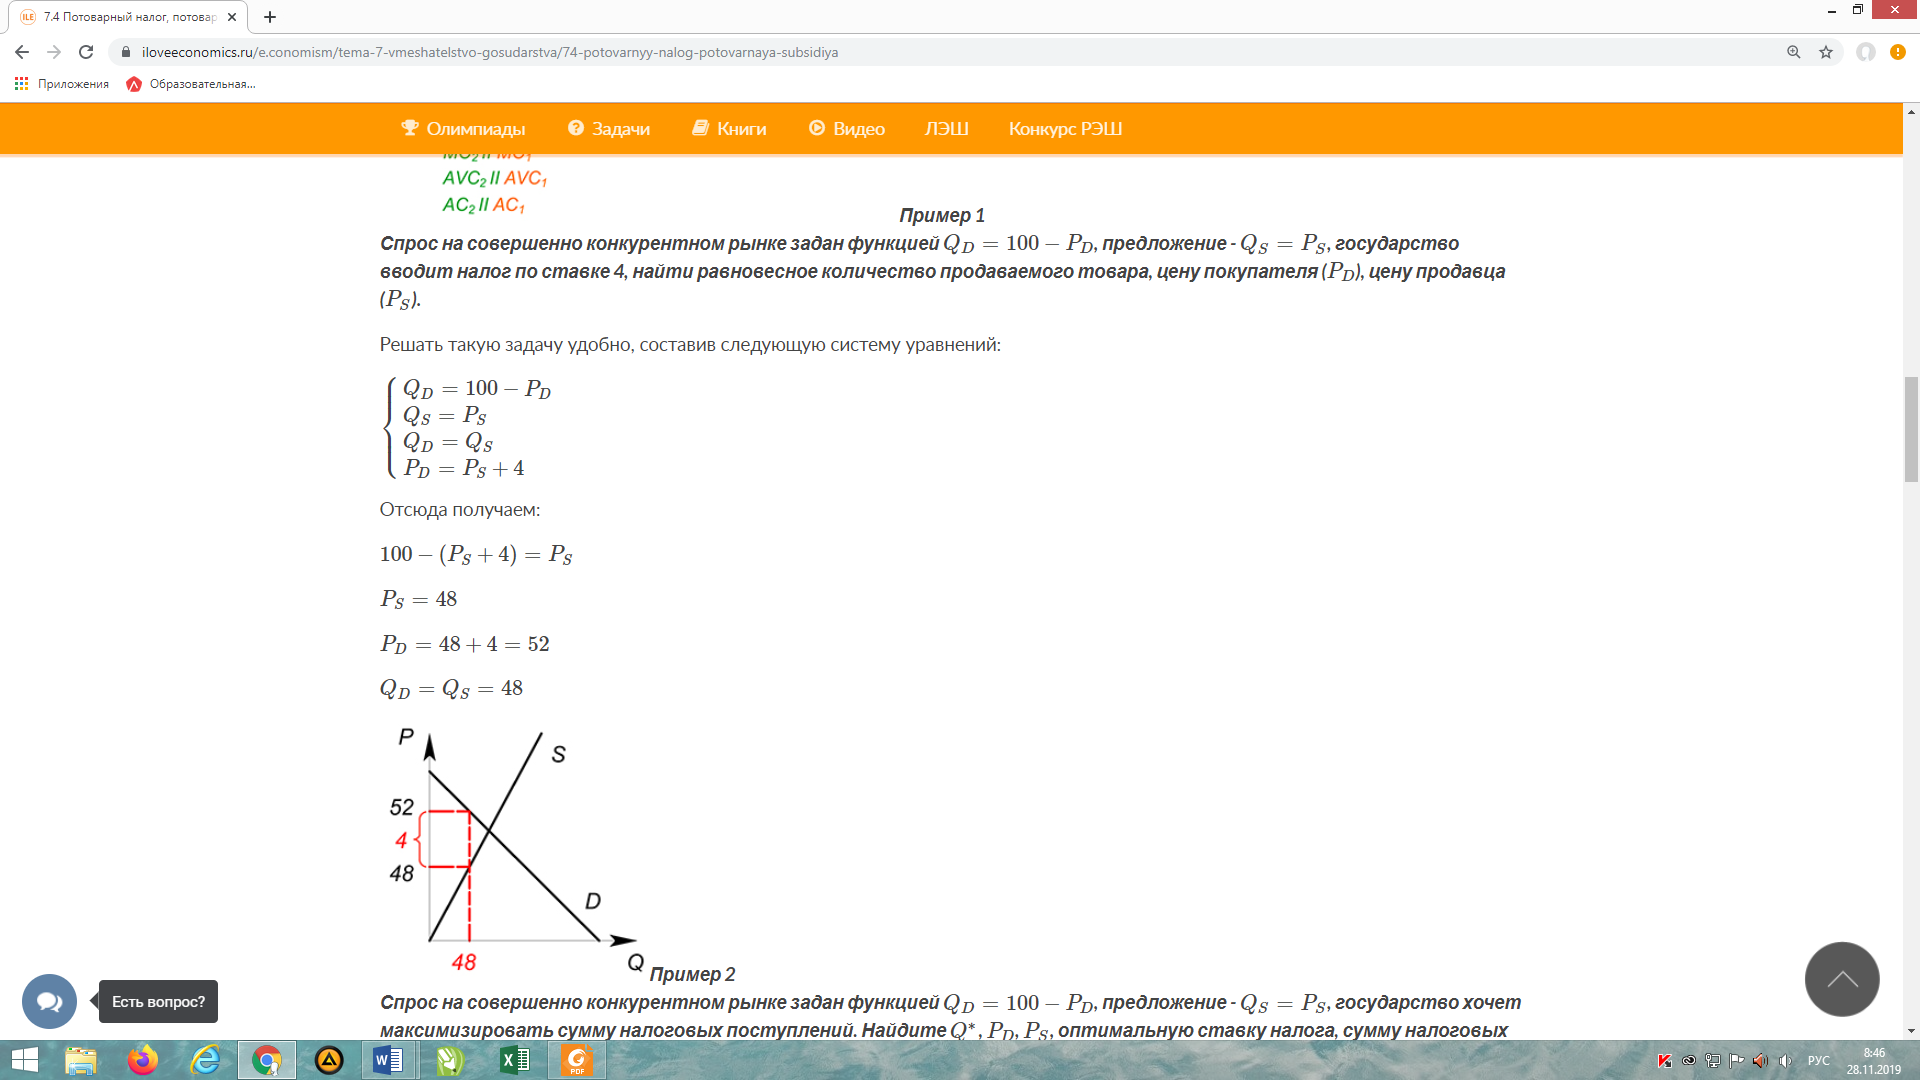 7.4 Потоварный налог, потовар
iloveeconomics.ru/e.conomism/tema-7-vmeshatelstvo-gosudarstva/74-potovarnyy-nalog-potovarnaya-subsidiya
Приложения Образовательная...
Олимпиады Задачи Книги Видео ЛЭШ Конкурс РЭШ
MC₂ II MC₁
AVC₂ II AVC₁
AC₂ II AC₁
Пример 1
Спрос на совершенно конкурентном рынке задан функцией Q_D = 100 − P_D, предложение - Q_S = P_S, государство
вводит налог по ставке 4, найти равновесное количество продаваемого товара, цену покупателя (P_D), цену продавца
(P_S).
Решать такую задачу удобно, составив следующую систему уравнений:
Q_D = 100 − P_D
Q_S = P_S
Q_D = Q_S
P_D = P_S + 4
Отсюда получаем:
100 − (P_S + 4) = P_S
P_S = 48
P_D = 48 + 4 = 52
Q_D = Q_S = 48
P
S
52
4
48
D
48
Q
Пример 2
Спрос на совершенно конкурентном рынке задан функцией Q_D = 100 − P_D, предложение - Q_S = P_S, государство хочет
максимизировать сумму налоговых поступлений. Найдите Q*, P_D, P_S, оптимальную ставку налога, сумму налоговых
Есть вопрос?
РУС
8:46
28.11.2019